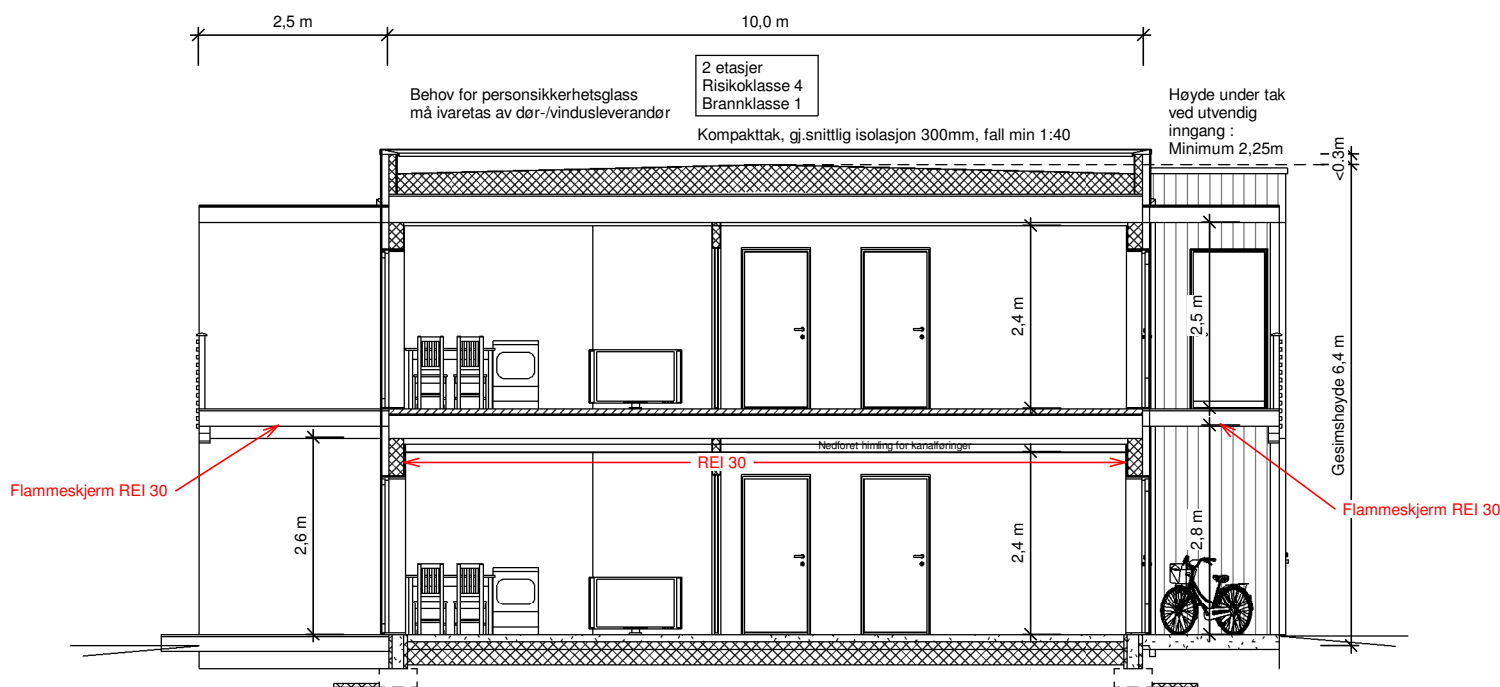 2,5 m
10,0 m
2 etasjer
Risikoklasse 4
Brannklasse 1
Behov for personsikkerhetsglass
må ivaretas av dør-/vindusleverandør
Høyde under tak
ved utvendig
inngang :
Minimum 2,25m
Kompakttak, gj.snittlig isolasjon 300mm, fall min 1:40
<0.3m
2,4 m
2,5 m
Gesimshøyde 6,4 m
Nedforet himling for kanalføringer
REI 30
Flammeskjerm REI 30
Flammeskjerm REI 30
2,6 m
2,4 m
2,8 m